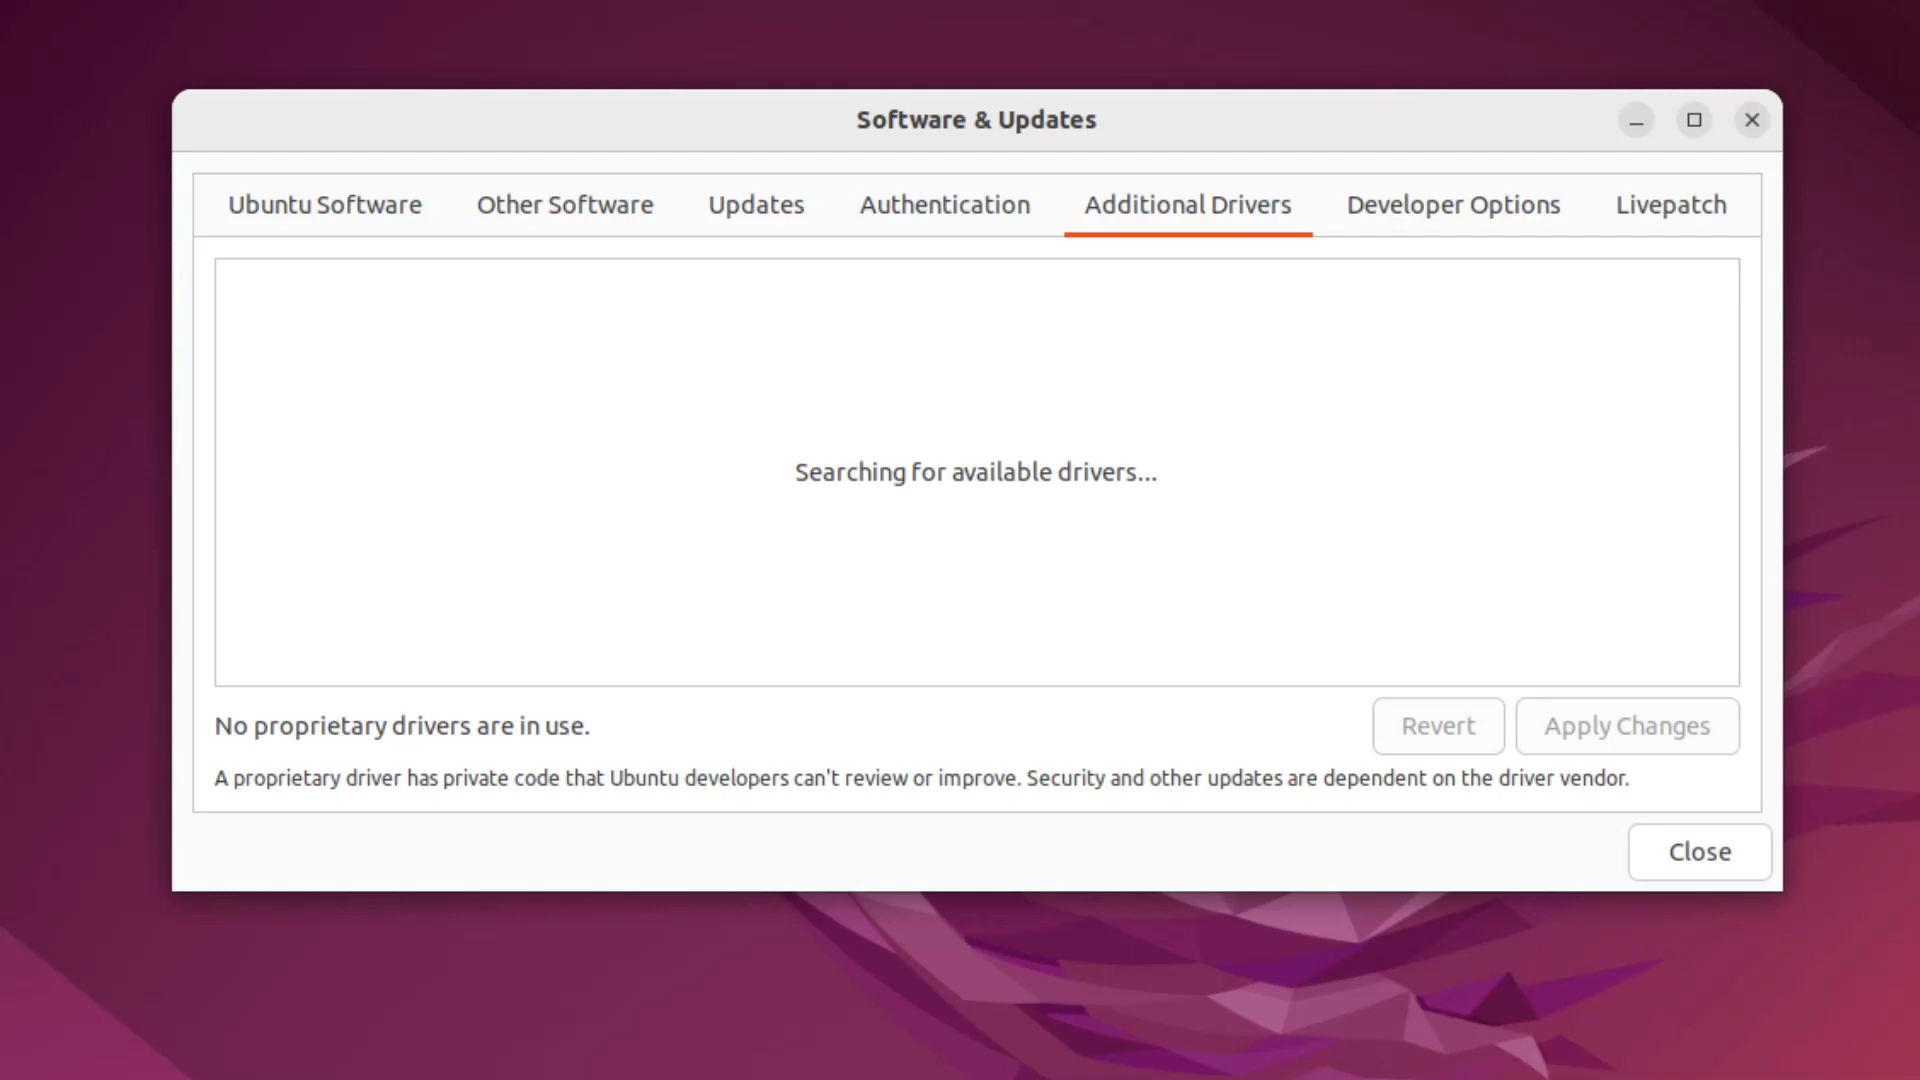 Software & Updates
Ubuntu Software Other Software Updates Authentication Additional Drivers Developer Options Livepatch
Searching for available drivers...
No proprietary drivers are in use. Revert Apply Changes
A proprietary driver has private code that Ubuntu developers can't review or improve. Security and other updates are dependent on the driver vendor.
Close